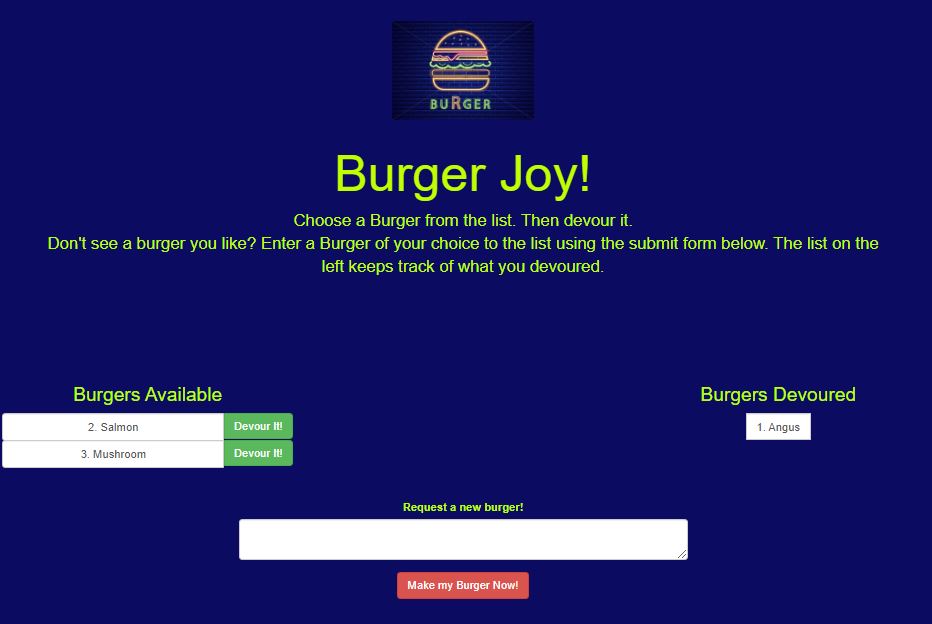 BURGER
Burger Joy!
Choose a Burger from the list. Then devour it.
Don't see a burger you like? Enter a Burger of your choice to the list using the submit form below. The list on the
left keeps track of what you devoured.
Burgers Available
2. Salmon
Devour It!
3. Mushroom
Devour It!
Burgers Devoured
1. Angus
Request a new burger!
Make my Burger Now!